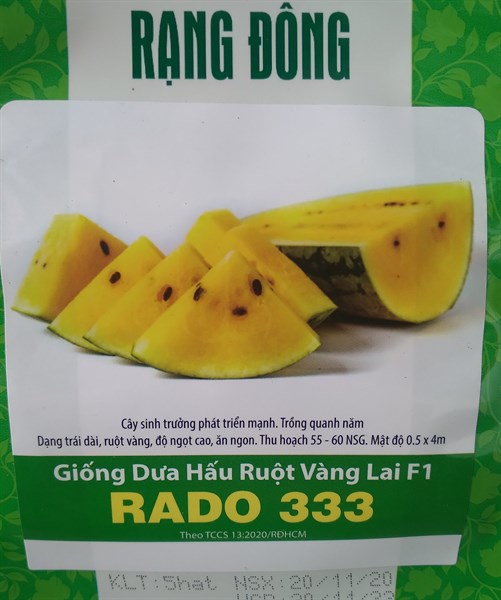 RẠNG ĐÔNG
Cây sinh trưởng phát triển mạnh. Trồng quanh năm
Dạng trái dài, ruột vàng, độ ngọt cao, ăn ngon. Thu hoạch 55 - 60 NSG. Mật độ 0.5 x 4m
Giống Dưa Hấu Ruột Vàng Lai F1
RADO 333
Theo TCCS 13:2020/RĐHCM
KLT:5hat NSX:20/11/20